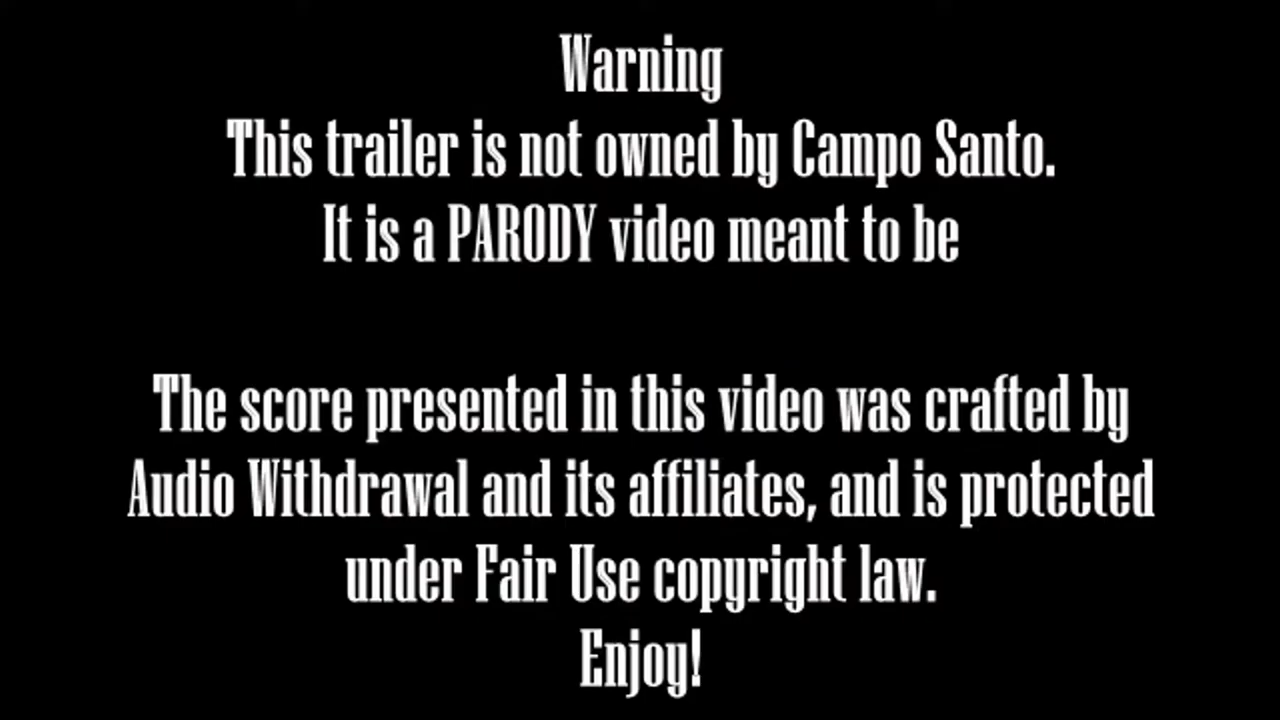 Warning
This trailer is not owned by Campo Santo.
It is a PARODY video meant to be
The score presented in this video was crafted by
Audio Withdrawal and its affiliates, and is protected
under Fair Use copyright law.
Enjoy!